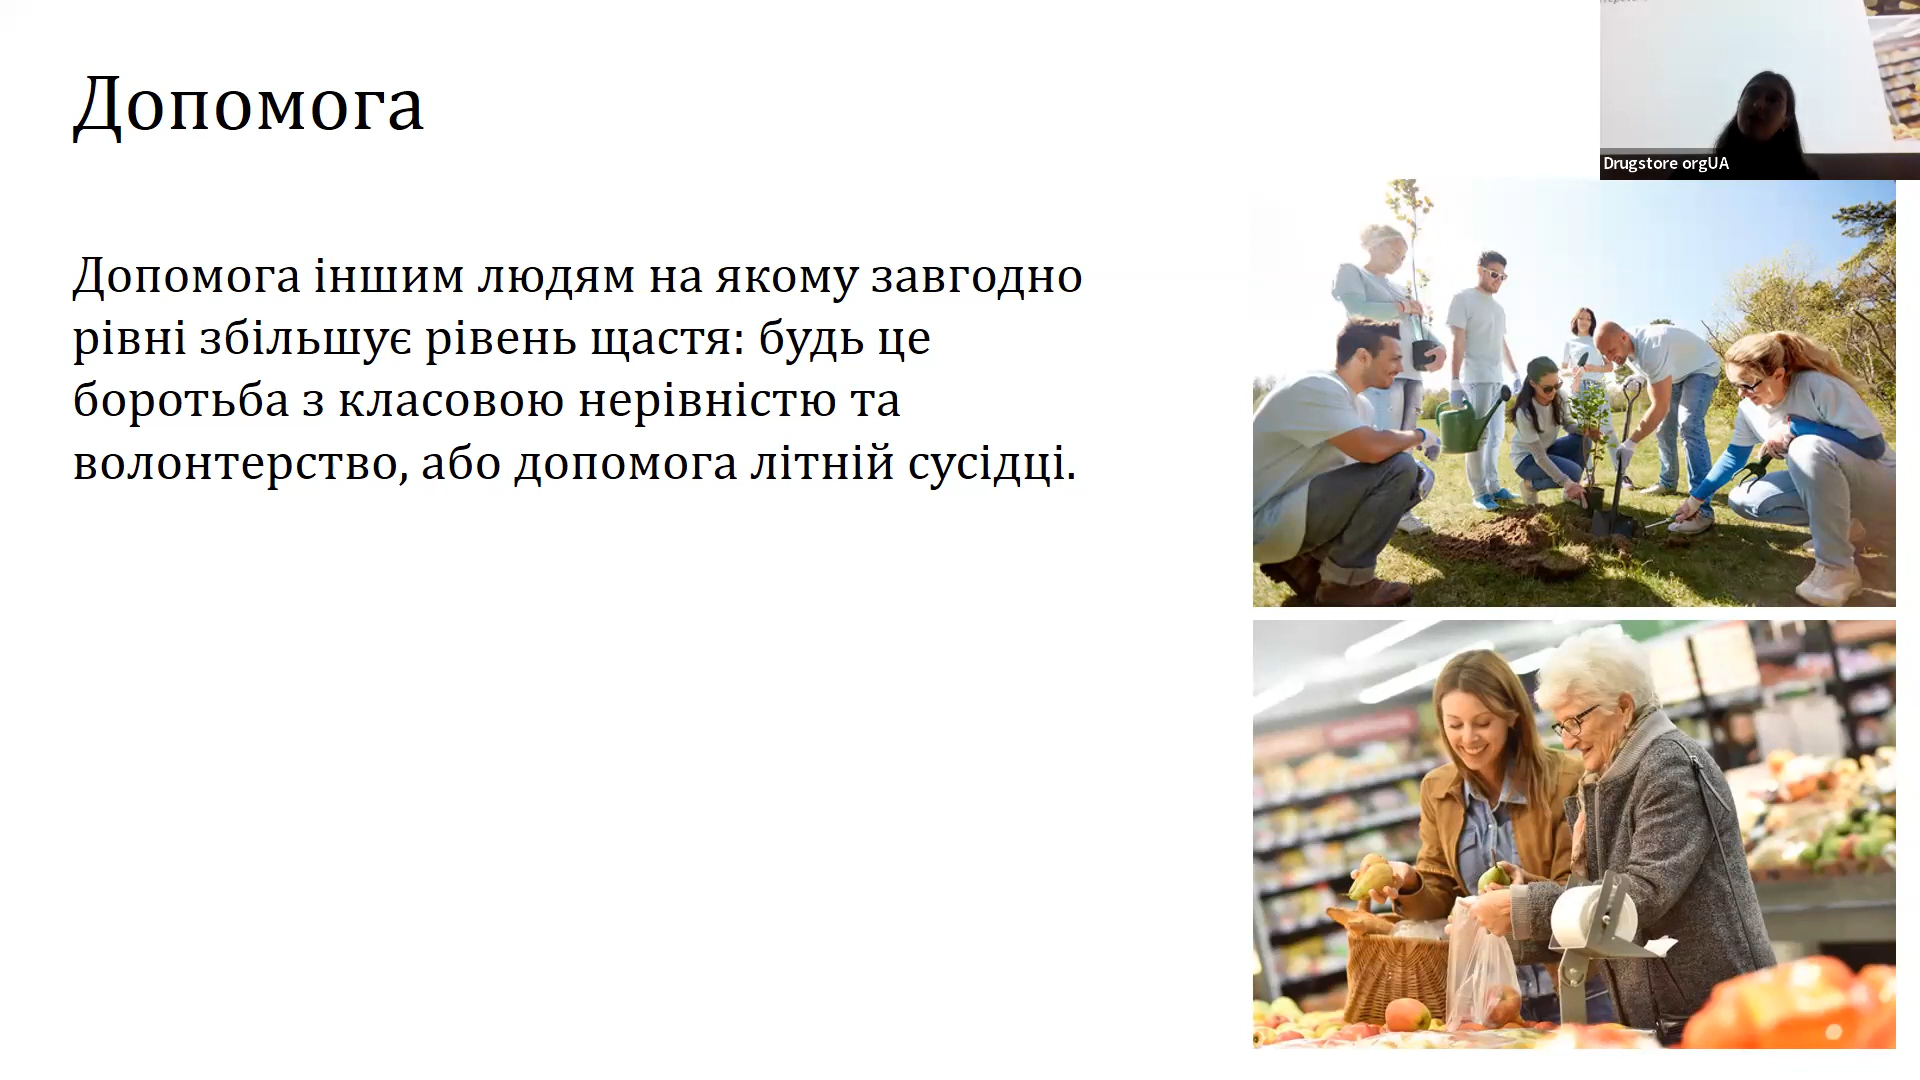 Допомога
Допомога іншим людям на якому завгодно
рівні збільшує рівень щастя: будь це
боротьба з класовою нерівністю та
волонтерство, або допомога літній сусідці.
Drugstore orgUA